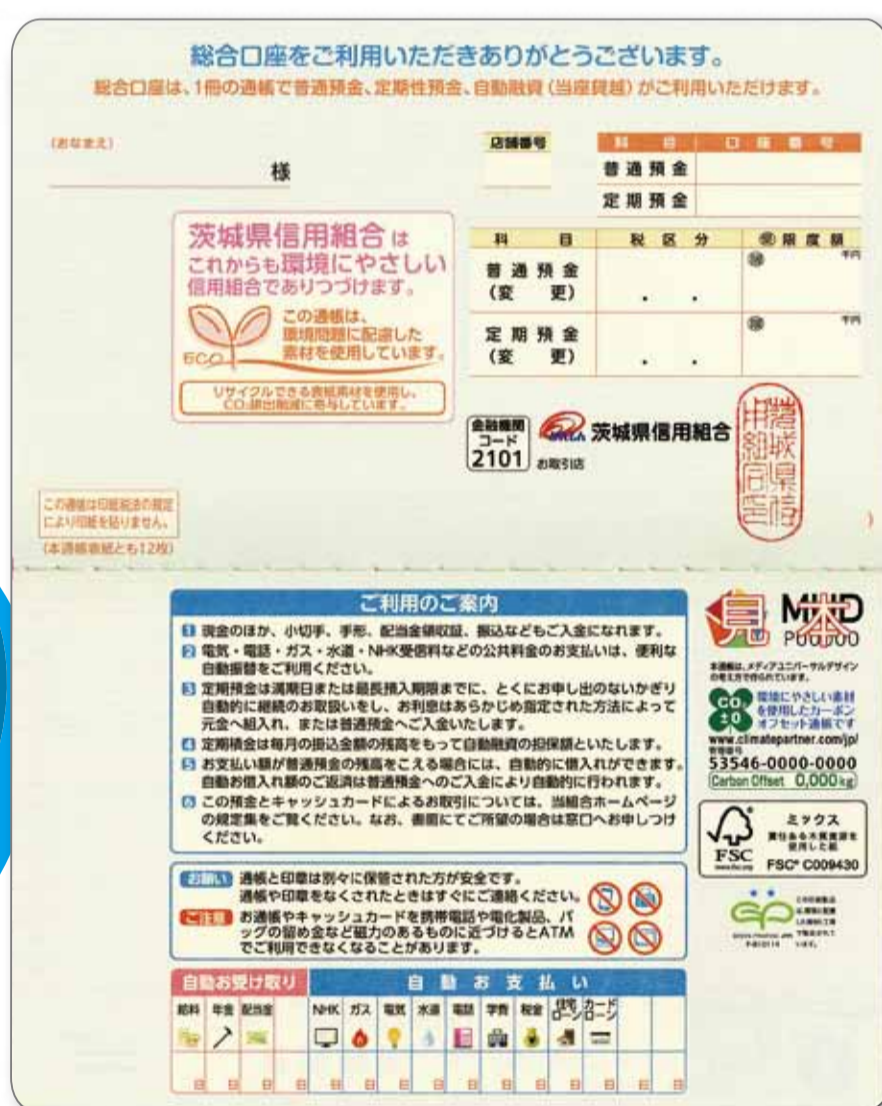 総合口座をご利用いただきありがとうございます。
総合口座は、1冊の通帳で普通預金、定期性預金、自動融資(当座貸越)がご利用いただけます。
(おなまえ)
様
店舗番号
科目 口座番号
普通預金
定期預金
茨城県信用組合は
これからも環境にやさしい
信用組合でありつづけます。
この通帳は、
環境問題に配慮した
素材を使用しています。
ECO
リサイクルできる表紙素材を使用し、
CO₂排出削減に寄与しています。
科目 税区分 限度額
普通預金
(変更)
千円
定期預金
(変更)
千円
金融機関
コード
2101
茨城県信用組合
お取引店
この通帳は印紙税法の規定
により印紙を貼りません。
(本通帳表紙とも12枚)
ご利用のご案内
1 現金のほか、小切手、手形、配当金領収証、振込などもご入金になれます。
2 電気・電話・ガス・水道・NHK受信料などの公共料金のお支払いは、便利な
自動振替をご利用ください。
3 定期預金は満期日または最長預入期限までに、とくにお申し出のないかぎり
自動的に継続のお取扱いをし、お利息はあらかじめ指定された方法によって
元金へ組入れ、または普通預金へご入金いたします。
4 定期積金は毎月の掛込金額の残高をもって自動融資の担保額といたします。
5 お支払い額が普通預金の残高をこえる場合には、自動的に借入れができます。
自動お借入れ額のご返済は普通預金へのご入金により自動的に行われます。
6 この預金とキャッシュカードによるお取引については、当組合ホームページ
の規定集をご覧ください。なお、書面にてご所望の場合は窓口へお申しつけ
ください。
お願い 通帳と印章は別々に保管された方が安全です。
通帳や印章をなくされたときはすぐにご連絡ください。
ご注意 お通帳やキャッシュカードを携帯電話や電化製品、バ
ッグの留め金など磁力のあるものに近づけるとATM
でご利用できなくなることがあります。
自動お受け取り 自動お支払い
給料 年金 配当金 NHK ガス 電気 水道 電話 学費 税金 住宅ローン カードローン
日 日 日 日 日 日 日 日 日 日 日 日 日 日 日
見本
本通帳は、メディアユニバーサルデザイン
の考え方で作られています。
CO₂
±0
環境にやさしい素材
を使用したカーボン
オフセット通帳です
www.climatepartner.com/jp/
管理番号
53546-0000-0000
Carbon Offset 0,000kg
FSC
www.fsc.org
ミックス
責任ある木質資源を
使用した紙
FSC® C009430